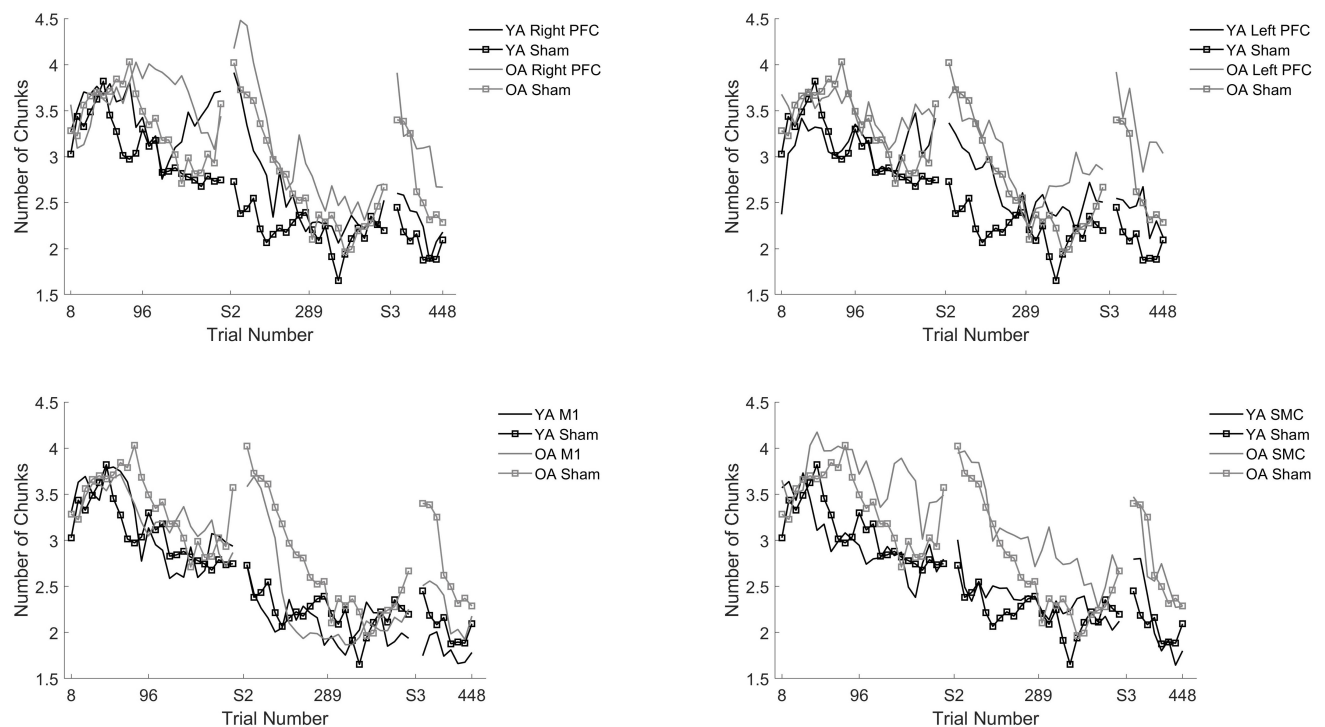 4.5
4
3.5
3
2.5
2
1.5
Number of Chunks
8 96 S2 289 S3 448
Trial Number
YA Right PFC
YA Sham
OA Right PFC
OA Sham
4.5
4
3.5
3
2.5
2
1.5
Number of Chunks
8 96 S2 289 S3 448
Trial Number
YA Left PFC
YA Sham
OA Left PFC
OA Sham
4.5
4
3.5
3
2.5
2
1.5
Number of Chunks
8 96 S2 289 S3 448
Trial Number
YA M1
YA Sham
OA M1
OA Sham
4.5
4
3.5
3
2.5
2
1.5
Number of Chunks
8 96 S2 289 S3 448
Trial Number
YA SMC
YA Sham
OA SMC
OA Sham